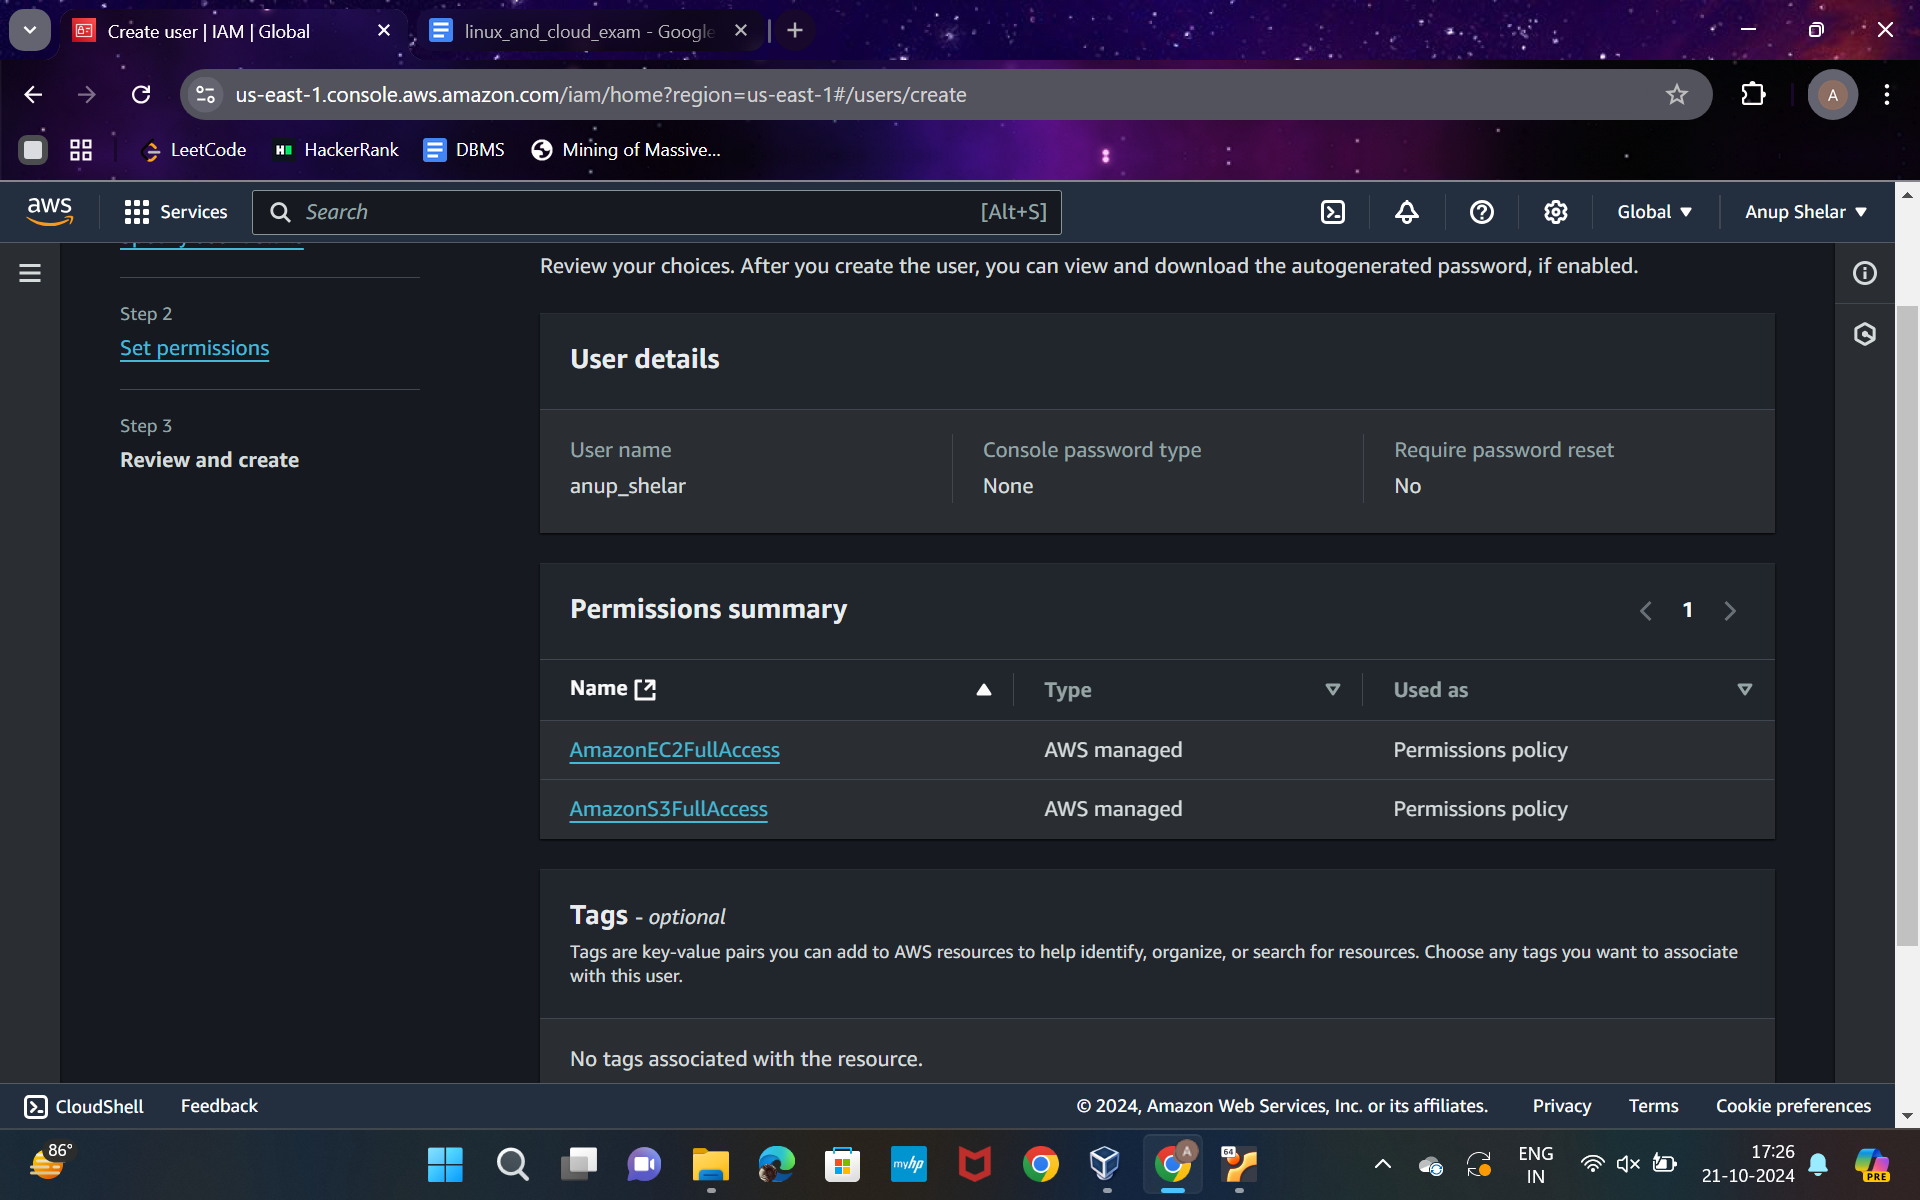 Create user | IAM | Global
linux_and_cloud_exam - Google
us-east-1.console.aws.amazon.com/iam/home?region=us-east-1#/users/create
A
LeetCode
HackerRank
DBMS
Mining of Massive...
aws
Services
Search
[Alt+S]
Global
Anup Shelar
Review your choices. After you create the user, you can view and download the autogenerated password, if enabled.
Step 2
Set permissions
Step 3
Review and create
User details
User name
anup_shelar
Console password type
None
Require password reset
No
Permissions summary
1
Name
Type
Used as
AmazonEC2FullAccess
AWS managed
Permissions policy
AmazonS3FullAccess
AWS managed
Permissions policy
Tags - optional
Tags are key-value pairs you can add to AWS resources to help identify, organize, or search for resources. Choose any tags you want to associate
with this user.
No tags associated with the resource.
CloudShell
Feedback
© 2024, Amazon Web Services, Inc. or its affiliates.
Privacy
Terms
Cookie preferences
86°
myhp
A
64
ENG
IN
17:26
21-10-2024
PRE